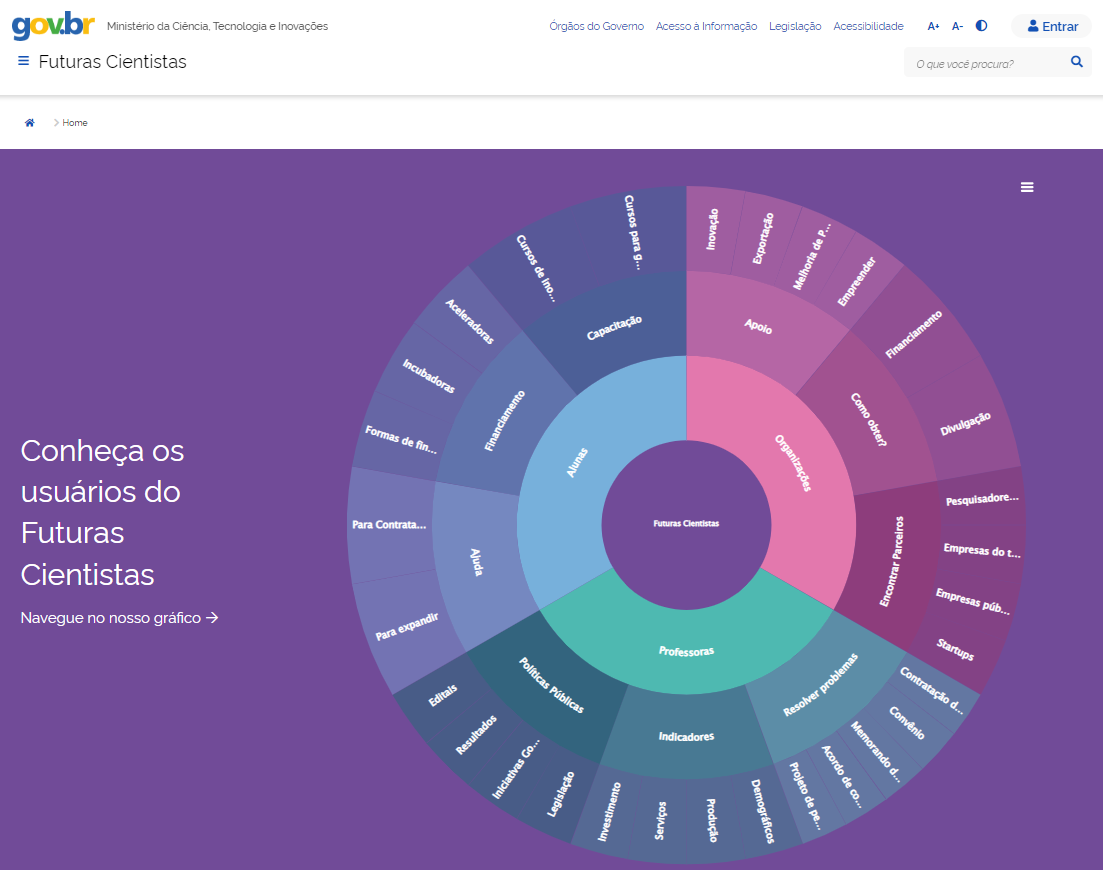 gov.br
Ministério da Ciência, Tecnologia e Inovações
Órgãos do Governo Acesso à Informação Legislação Acessibilidade A+ A- Entrar
Futuras Cientistas
O que você procura?
Home
Conheça os
usuários do
Futuras
Cientistas
Navegue no nosso gráfico →
Futuras Cientistas
Organizações
Apoio
Inovação
Exportação
Melhoria de P...
Empreender
Como obter?
Financiamento
Divulgação
Encontrar Parceiros
Pesquisadore...
Empresas do t...
Empresas púb...
Startups
Professoras
Resolver problemas
Contratação d...
Convênio
Memorando d...
Acordo de co...
Projeto de pe...
Indicadores
Demográficos
Produção
Serviços
Investimento
Políticas Públicas
Legislação
Iniciativas Go...
Resultados
Editais
Alunas
Ajuda
Para expandir
Para Contrata...
Financiamento
Formas de fin...
Incubadoras
Aceleradoras
Capacitação
Cursos de Ino...
Cursos para g...